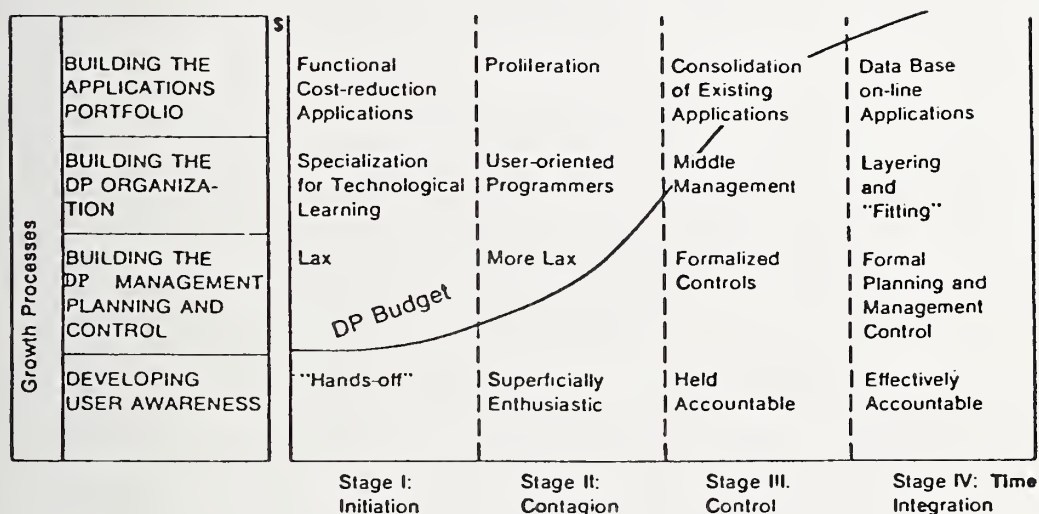 $
Growth Processes
BUILDING THE
APPLICATIONS
PORTFOLIO
Functional
Cost-reduction
Applications
Proliferation
Consolidation
of Existing
Applications
Data Base
on-line
Applications
BUILDING THE
DP ORGANIZA-
TION
Specialization
for Technological
Learning
User-oriented
Programmers
Middle
Management
Layering
and
"Fitting"
BUILDING THE
DP MANAGEMENT
PLANNING AND
CONTROL
Lax
More Lax
Formalized
Controls
Formal
Planning and
Management
Control
DP Budget
DEVELOPING
USER AWARENESS
"Hands-off"
Superficially
Enthusiastic
Held
Accountable
Effectively
Accountable
Stage I:
Initiation
Stage II:
Contagion
Stage III.
Control
Stage IV:
Integration
Time